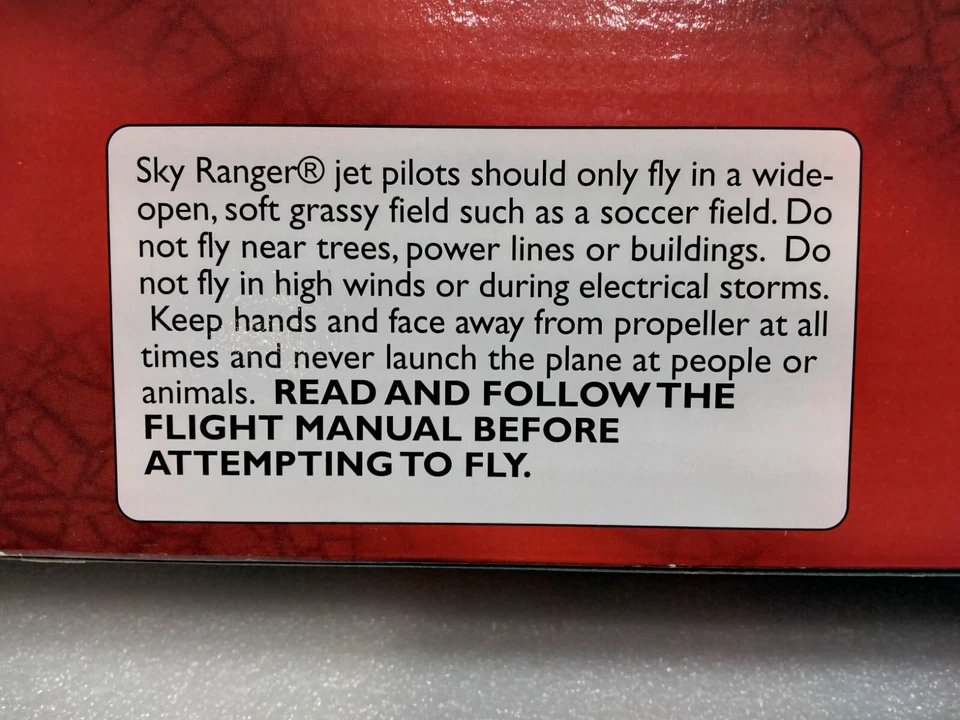 Sky Ranger® jet pilots should only fly in a wide-
open, soft grassy field such as a soccer field. Do
not fly near trees, power lines or buildings. Do
not fly in high winds or during electrical storms.
Keep hands and face away from propeller at all
times and never launch the plane at people or
animals. READ AND FOLLOW THE
FLIGHT MANUAL BEFORE
ATTEMPTING TO FLY.